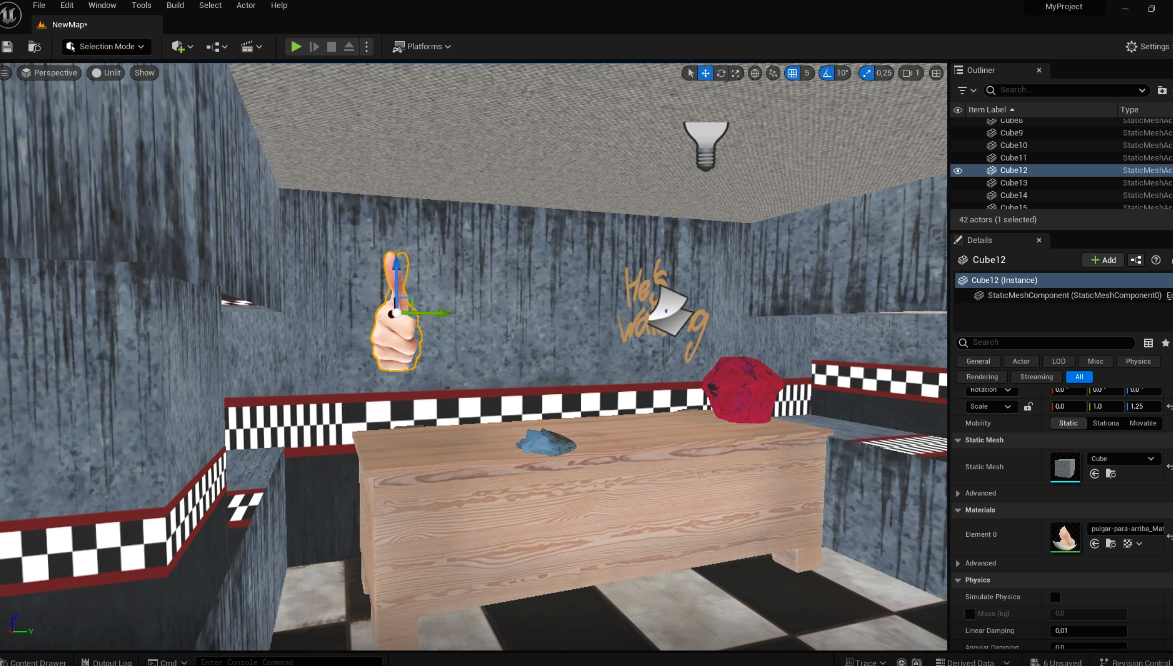 File Edit Window Tools Build Select Actor Help
MyProject
NewMap*
Selection Mode
Platforms
Settings
Perspective Unlit Show
5 10° 0,25 1
He's
wai g
Outliner
Search...
Item Label Type
Cube8 StaticMeshAc
Cube9 StaticMeshAc
Cube10 StaticMeshAc
Cube11 StaticMeshAc
Cube12 StaticMeshAc
Cube13 StaticMeshAc
Cube14 StaticMeshAc
Cube15 StaticMeshAc
42 actors (1 selected)
Details
Cube12
+ Add
Cube12 (Instance)
StaticMeshComponent (StaticMeshComponent0) Ed
Search
General Actor LOD Misc Physics
Rendering Streaming All
Rotation 0,0° 0,0° 0,0°
Scale 0,0 1,0 1,25
Mobility Static Stationa Movable
Static Mesh
Static Mesh Cube
Advanced
Materials
Element 0 pulgar-para-arriba_Mat
Advanced
Physics
Simulate Physics
Mass (kg) 0,0
Linear Damping 0,01
Angular Damping 0,0
Z
Y
Content Drawer Output Log Cmd Enter Console Command
Trace Derived Data 6 Unsaved Revision Control